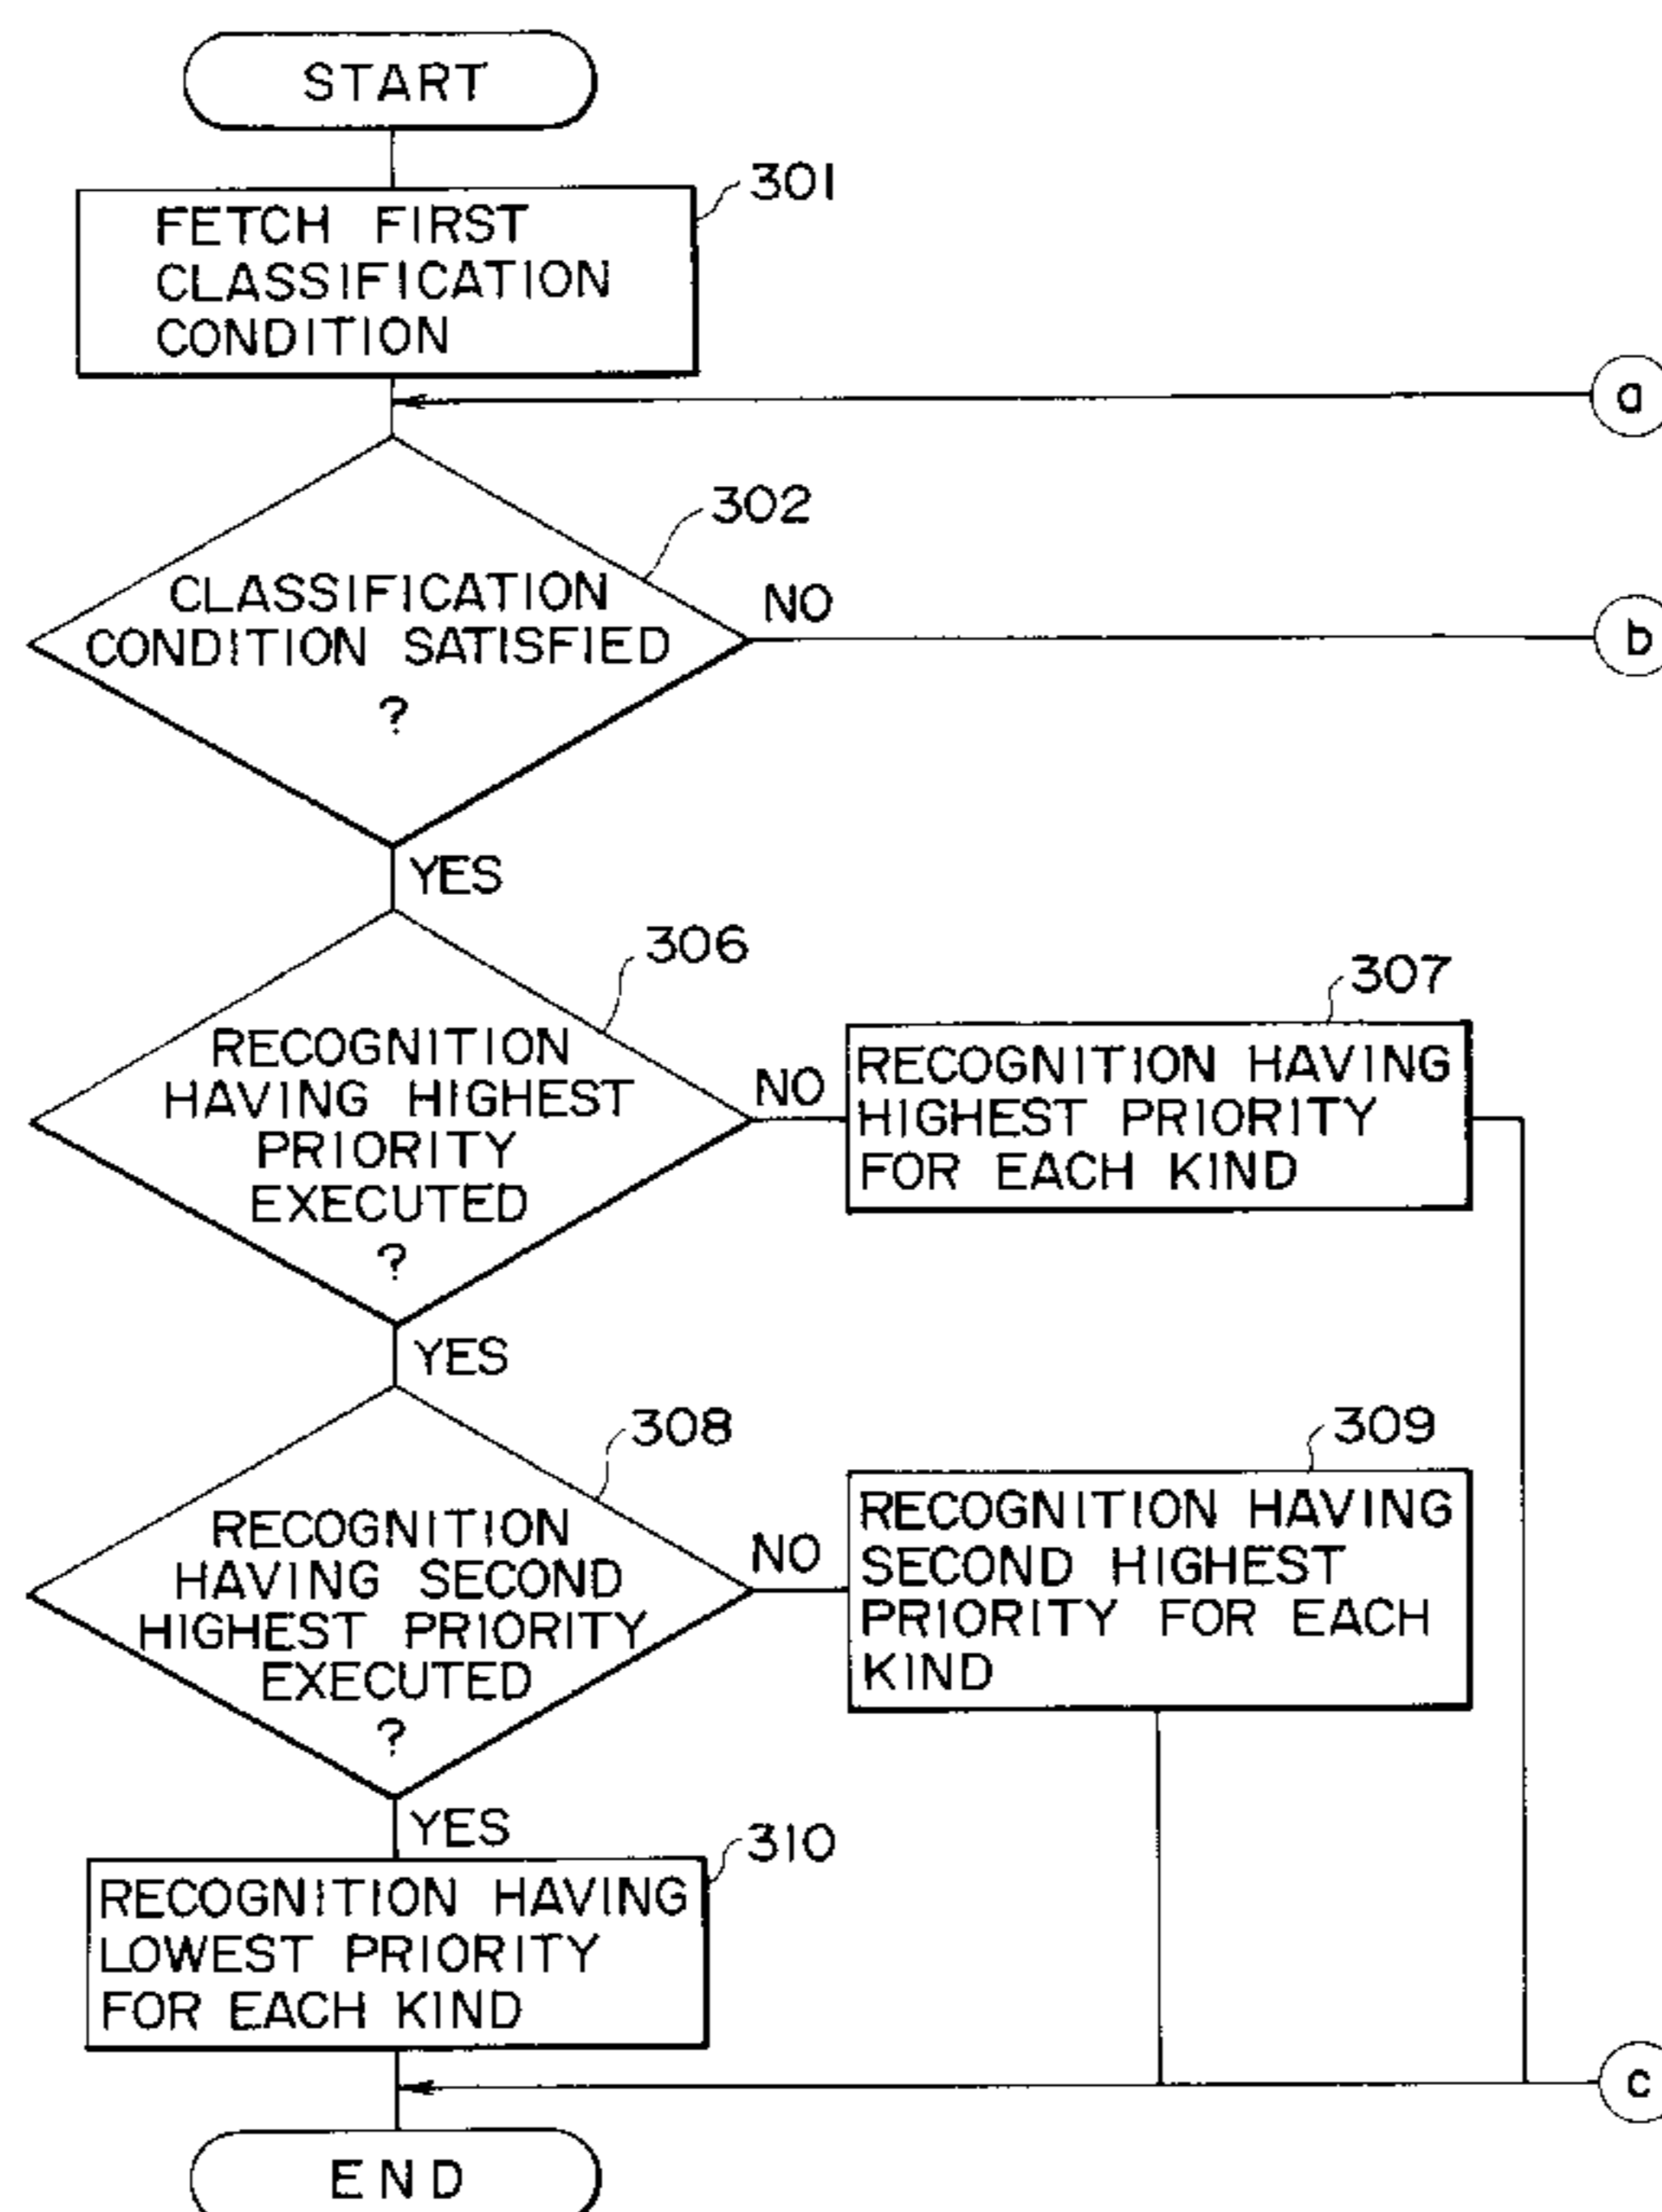 START
301
FETCH FIRST
CLASSIFICATION
CONDITION
a
302
CLASSIFICATION
CONDITION SATISFIED
?
NO
b
YES
306
RECOGNITION
HAVING HIGHEST
PRIORITY
EXECUTED
?
NO
307
RECOGNITION HAVING
HIGHEST PRIORITY
FOR EACH KIND
YES
308
RECOGNITION
HAVING SECOND
HIGHEST PRIORITY
EXECUTED
?
NO
309
RECOGNITION HAVING
SECOND HIGHEST
PRIORITY FOR EACH
KIND
YES
310
RECOGNITION HAVING
LOWEST PRIORITY
FOR EACH KIND
c
END